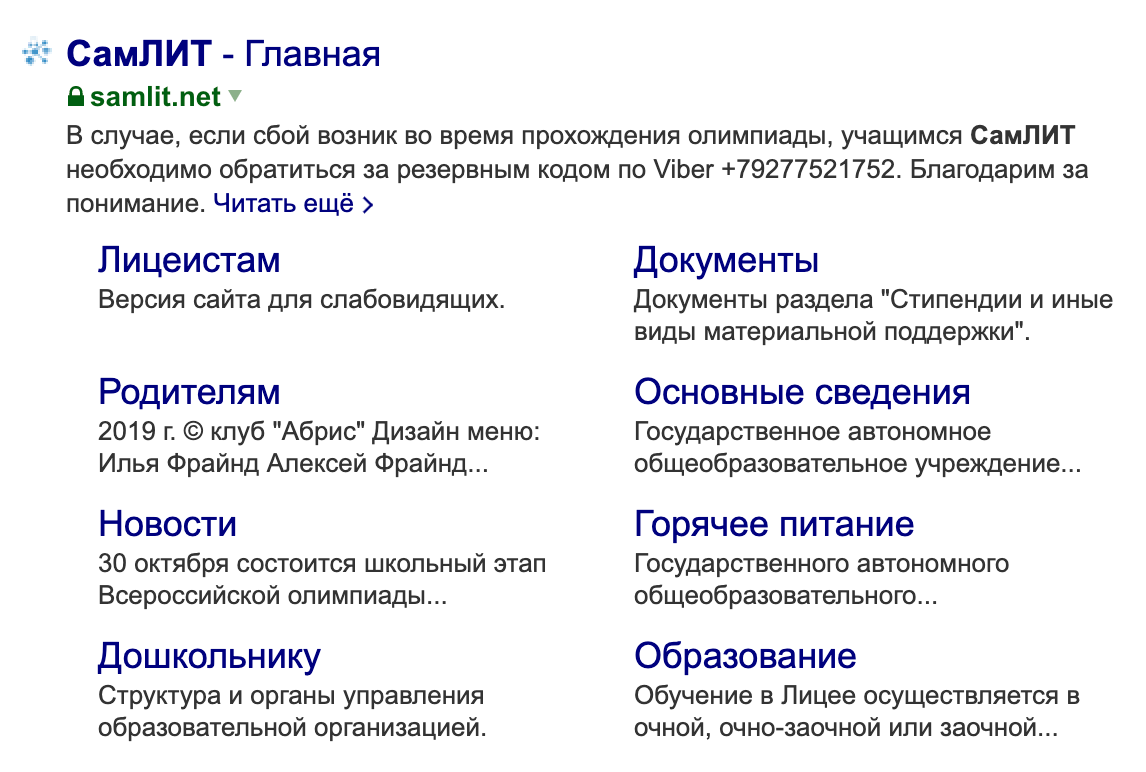 СамЛИТ - Главная
samlit.net
В случае, если сбой возник во время прохождения олимпиады, учащимся СамЛИТ
необходимо обратиться за резервным кодом по Viber +79277521752. Благодарим за
понимание. Читать ещё >
Лицеистам
Версия сайта для слабовидящих.
Документы
Документы раздела "Стипендии и иные
виды материальной поддержки".
Родителям
2019 г. © клуб "Абрис" Дизайн меню:
Илья Фрайнд Алексей Фрайнд...
Основные сведения
Государственное автономное
общеобразовательное учреждение...
Новости
30 октября состоится школьный этап
Всероссийской олимпиады...
Горячее питание
Государственного автономного
общеобразовательного...
Дошкольнику
Структура и органы управления
образовательной организацией.
Образование
Обучение в Лицее осуществляется в
очной, очно-заочной или заочной...